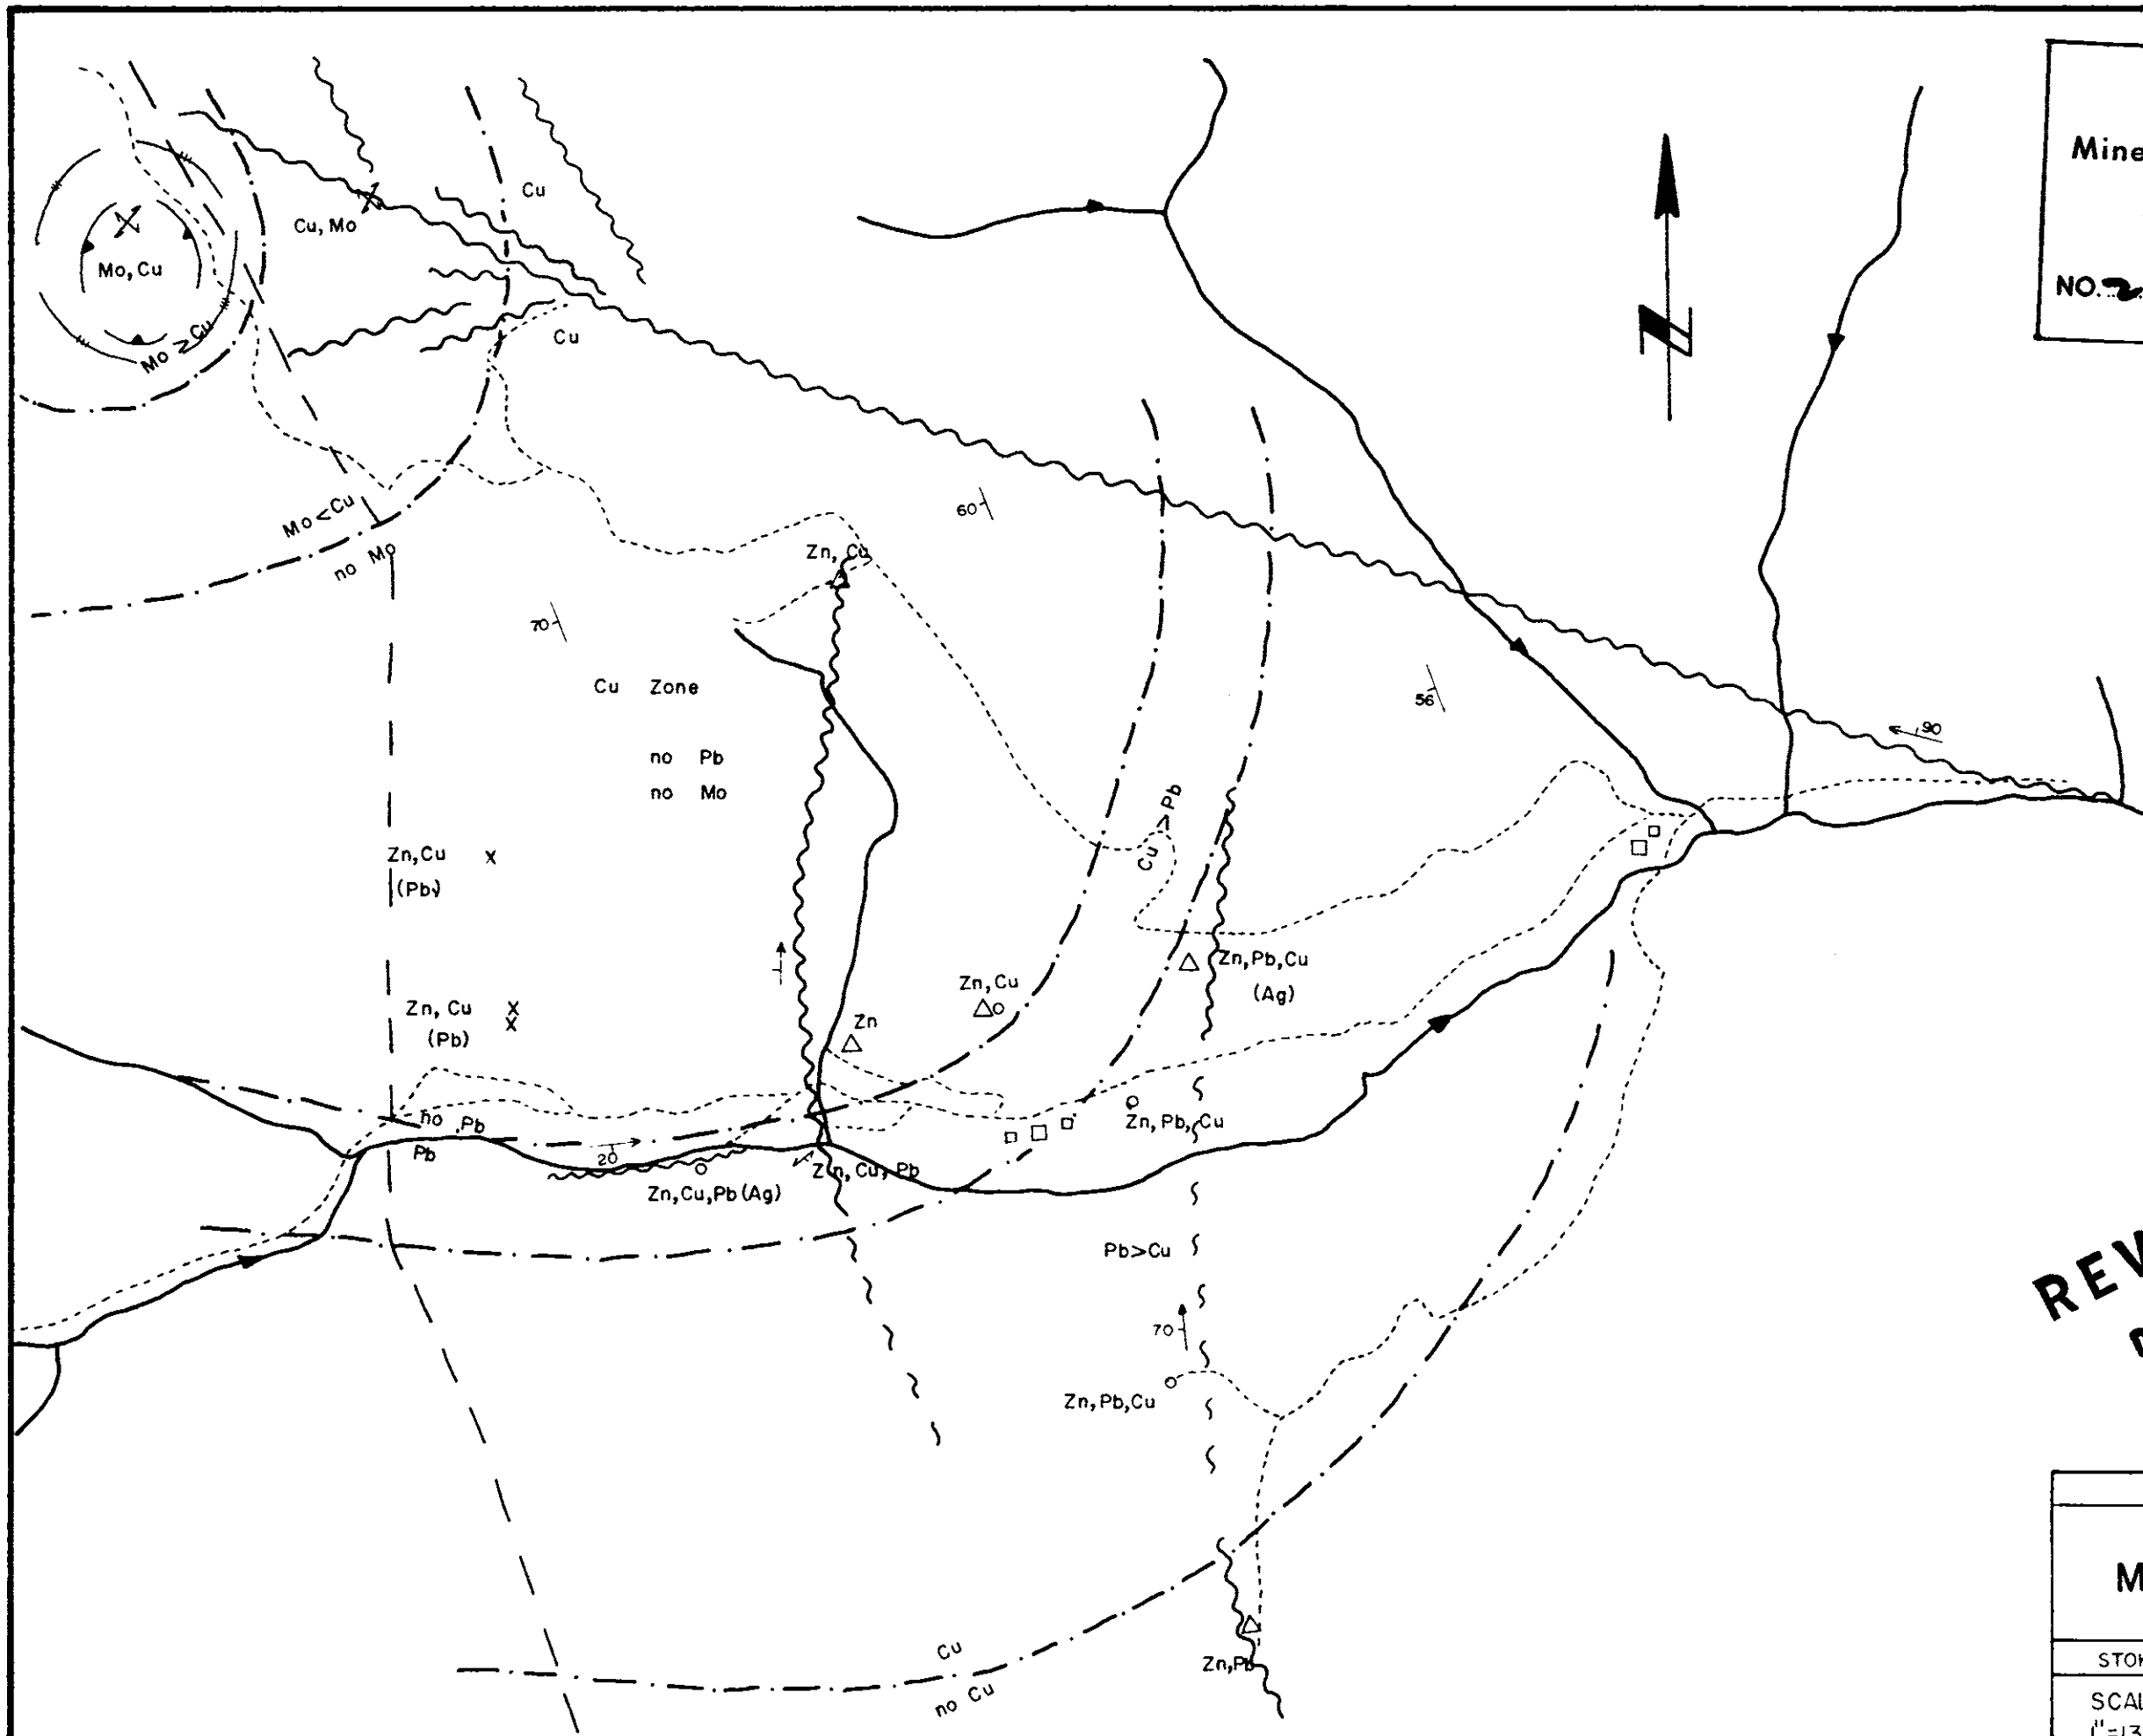 Mine
NO. 2
Cu
Cu, Mo
Mo, Cu
Mo > Cu
Cu
Mo < Cu
no Mo
60
Zn, Cu
70
Cu Zone
no Pb
no Mo
56
90
Cu > Pb
Zn, Cu
(Pb)
Zn, Pb, Cu
(Ag)
Zn, Cu
(Pb)
Zn, Cu
Zn
no Pb
Pb
20
Zn, Pb, Cu
Zn, Cu, Pb
Zn, Cu, Pb (Ag)
Pb > Cu
70
Zn, Pb, Cu
REV
Cu
no Cu
Zn, Pb
M
STO
SCAL
1"=13